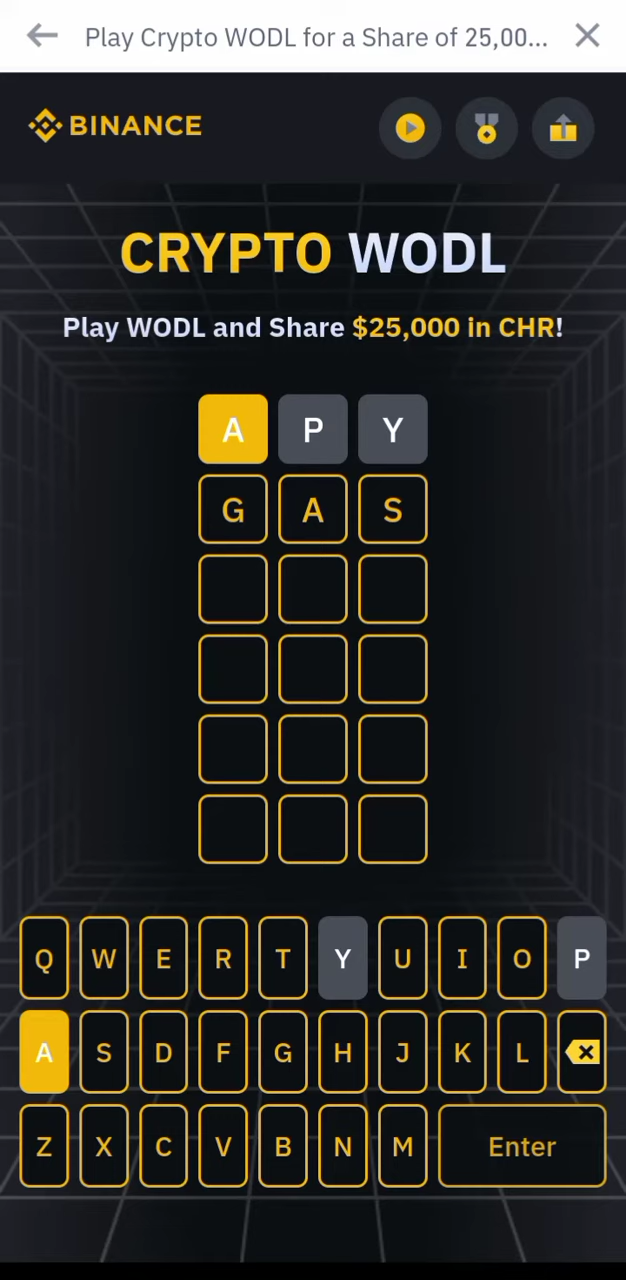 Play Crypto WODL for a Share of 25,00...
BINANCE
CRYPTO WODL
Play WODL and Share $25,000 in CHR!
A P Y
G A S
Q W E R T Y U I O P
A S D F G H J K L
Z X C V B N M Enter